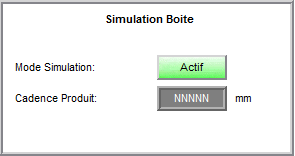 Simulation Boite
Mode Simulation: Actif
Cadence Produit: NNNNN mm